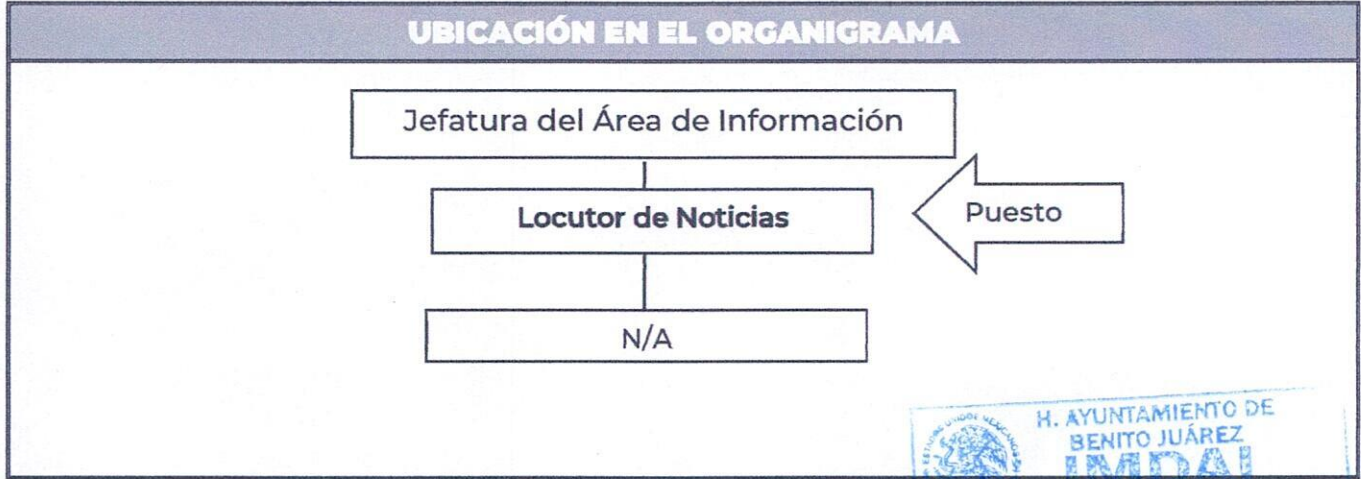 UBICACIÓN EN EL ORGANIGRAMA
Jefatura del Área de Información
Locutor de Noticias
Puesto
N/A
H. AYUNTAMIENTO DE
BENITO JUÁREZ